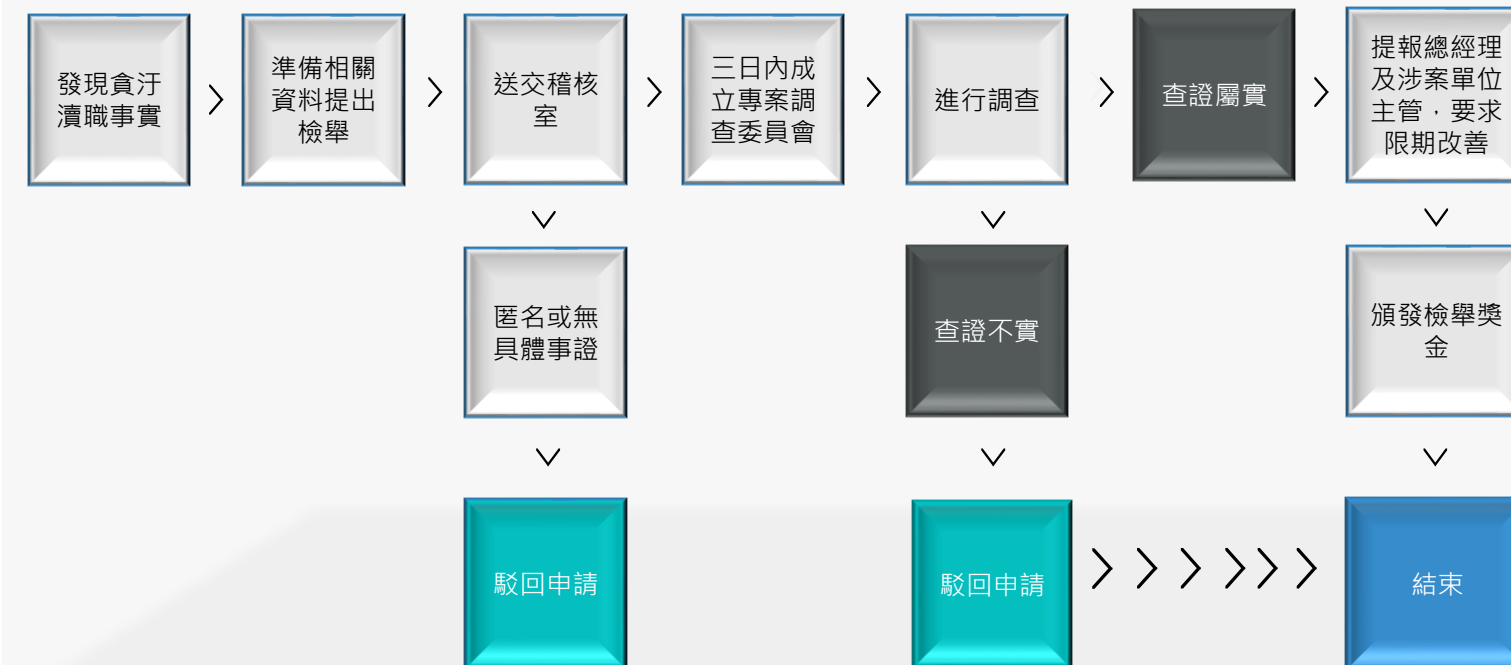 發現貪汙
瀆職事實
準備相關
資料提出
檢舉
送交稽核
室
三日內成
立專案調
查委員會
進行調查
查證屬實
提報總經理
及涉案單位
主管，要求
限期改善
匿名或無
具體事證
查證不實
頒發檢舉獎
金
駁回申請
駁回申請
結束